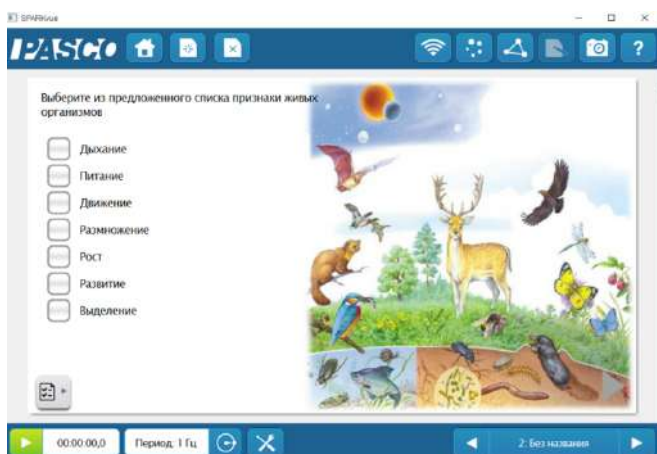 SPARKvue
PASCO
?
Выберите из предложенного списка признаки живых
организмов
Дыхание
Питание
Движение
Размножение
Рост
Развитие
Выделение
00:00:00,0
Период: 1 Гц
2: Без названия